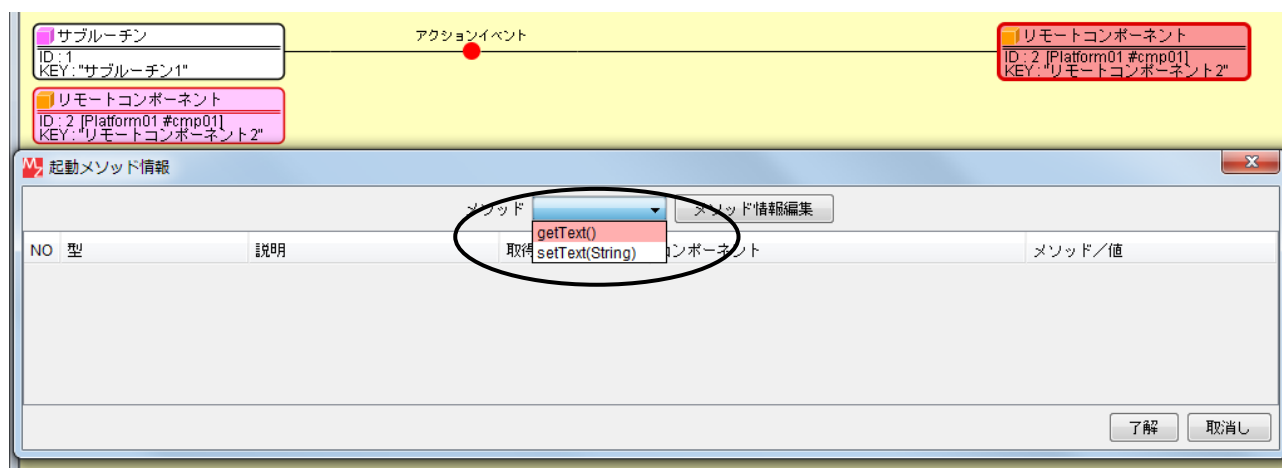 サブルーチン
ID : 1
KEY : "サブルーチン1"
アクションイベント
リモートコンポーネント
ID : 2 [Platform01 #cmp01]
KEY : "リモートコンポーネント2"
リモートコンポーネント
ID : 2 [Platform01 #cmp01]
KEY : "リモートコンポーネント2"
起動メソッド情報
メソッド
メソッド情報編集
getText()
setText(String)
NO 型 説明 取得 コンポーネント メソッド/値
了解 取消し